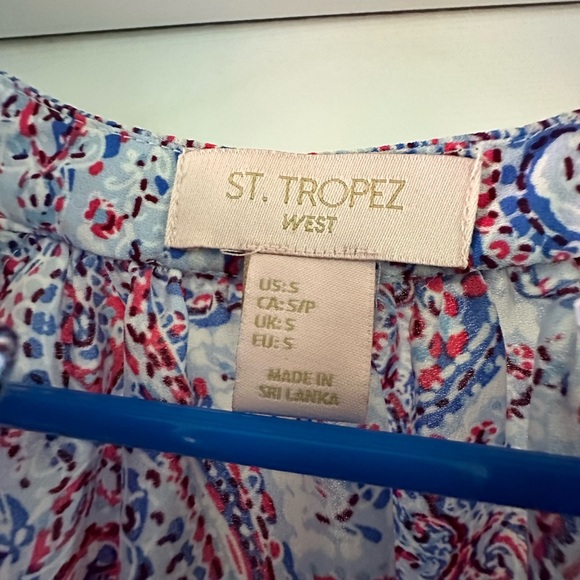 ST. TROPEZ
WEST
US: S
CA: S/P
UK: S
EU: S
MADE IN
SRI LANKA